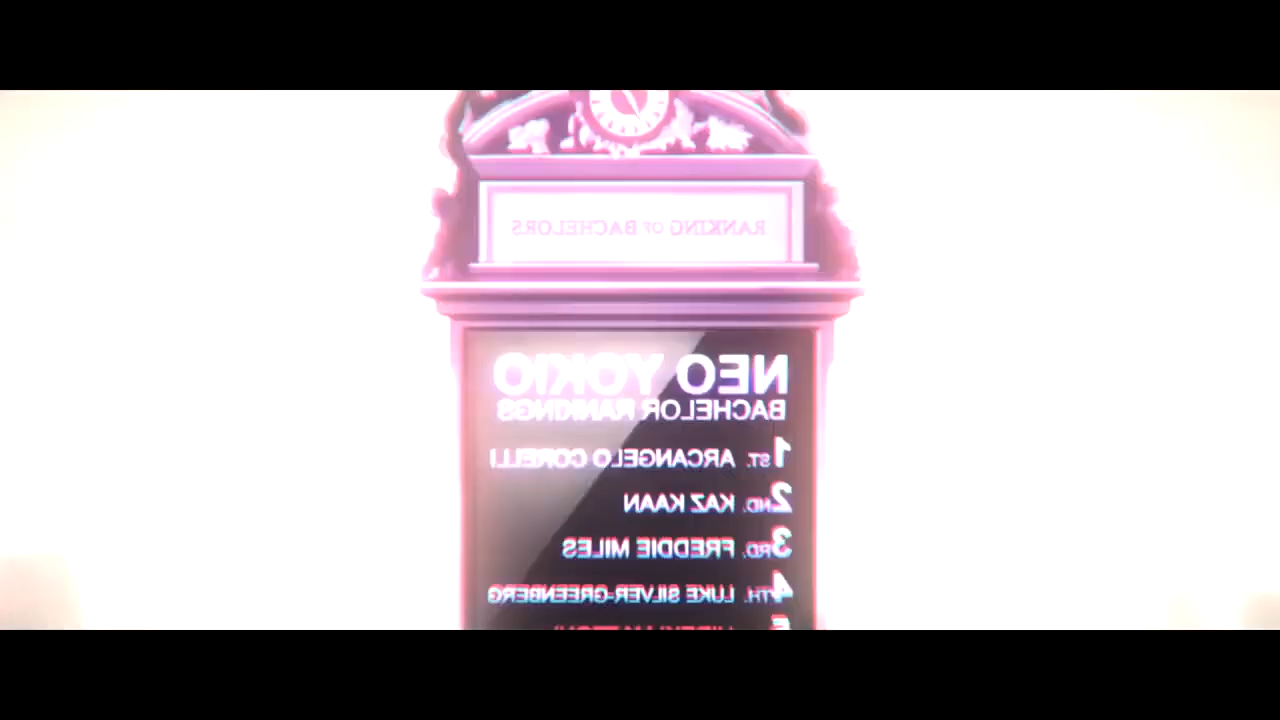 RANKING OF BACHELORS
NEO YOKIO
BACHELOR RANKINGS
1ST. ARCANGELO CORELLI
2ND. KAZ KAAN
3RD. FREDDIE MILES
4TH. LUKE SILVER-GREENBERG
5